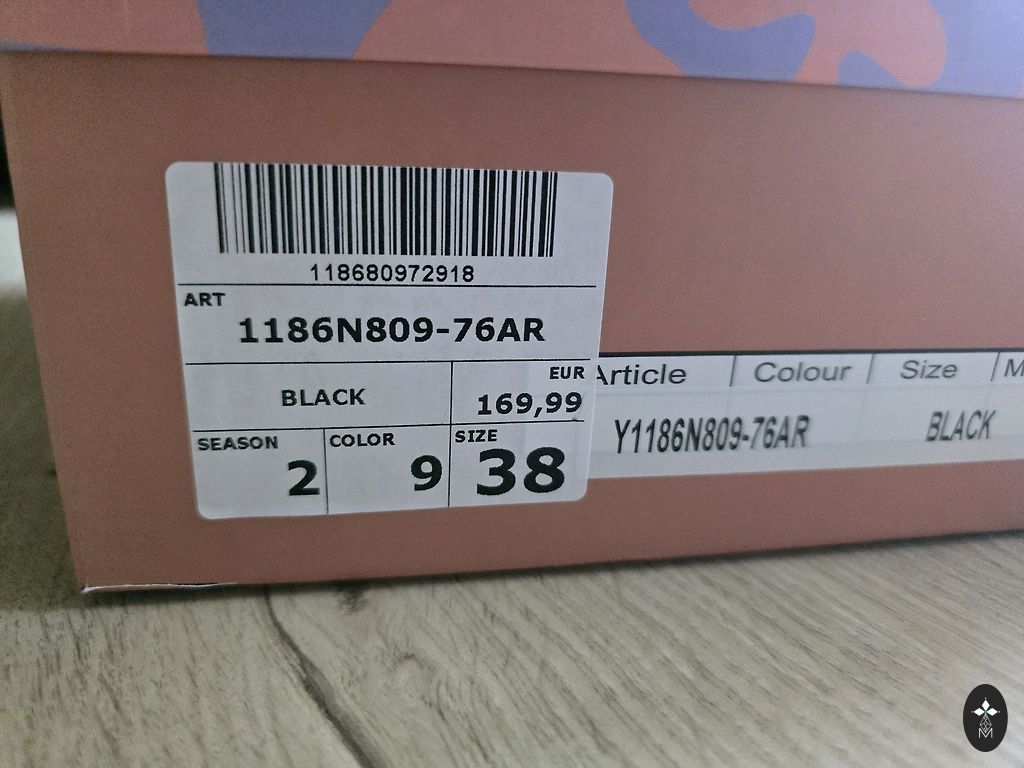 118680972918
ART
1186N809-76AR
BLACK
EUR
169,99
SEASON
2
COLOR
9
SIZE
38
Article Colour Size M
Y1186N809-76AR BLACK
M